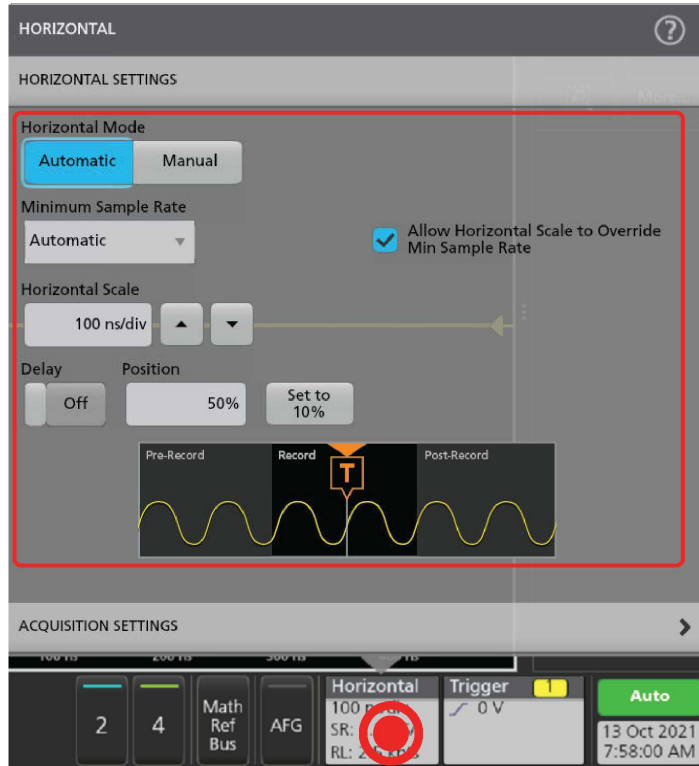 HORIZONTAL
?
HORIZONTAL SETTINGS
More...
Horizontal Mode
Automatic
Manual
Minimum Sample Rate
Automatic
Allow Horizontal Scale to Override
Min Sample Rate
Horizontal Scale
100 ns/div
Delay
Position
Off
50%
Set to
10%
Pre-Record
Record
Post-Record
T
ACQUISITION SETTINGS
2
4
Math
Ref
Bus
AFG
Horizontal
100
SR:
RL:
Trigger
1
0 V
Auto
13 Oct 2021
7:58:00 AM